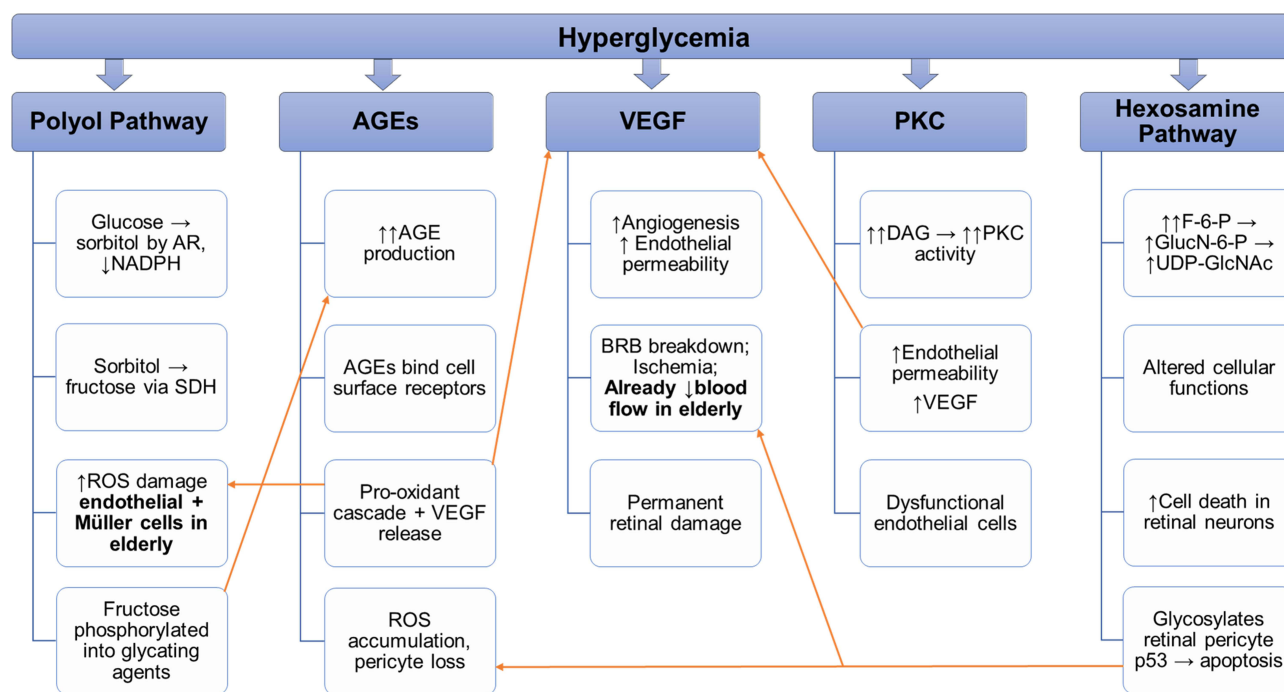 Hyperglycemia
Polyol Pathway
Glucose →
sorbitol by AR,
↓NADPH
Sorbitol →
fructose via SDH
↑ROS damage
endothelial +
Müller cells in
elderly
Fructose
phosphorylated
into glycating
agents
AGEs
↑↑AGE
production
AGEs bind cell
surface receptors
Pro-oxidant
cascade + VEGF
release
ROS
accumulation,
pericyte loss
VEGF
↑Angiogenesis
↑ Endothelial
permeability
BRB breakdown;
Ischemia;
Already ↓blood
flow in elderly
Permanent
retinal damage
PKC
↑↑DAG → ↑↑PKC
activity
↑Endothelial
permeability
↑VEGF
Dysfunctional
endothelial cells
Hexosamine
Pathway
↑↑F-6-P →
↑GlucN-6-P →
↑UDP-GlcNAc
Altered cellular
functions
↑Cell death in
retinal neurons
Glycosylates
retinal pericyte
p53 → apoptosis